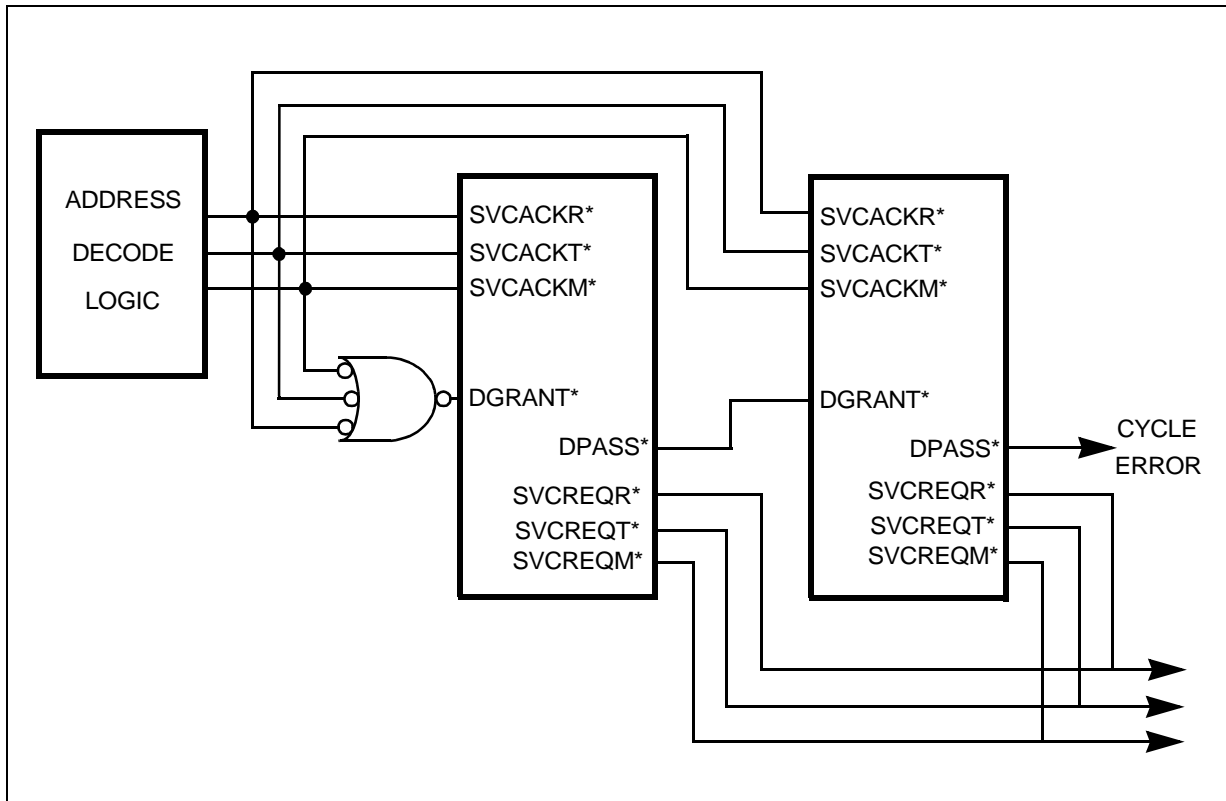 ADDRESS
DECODE
LOGIC
SVCACKR*
SVCACKT*
SVCACKM*
DGRANT*
DPASS*
SVCREQR*
SVCREQT*
SVCREQM*
SVCACKR*
SVCACKT*
SVCACKM*
DGRANT*
DPASS*
SVCREQR*
SVCREQT*
SVCREQM*
CYCLE
ERROR